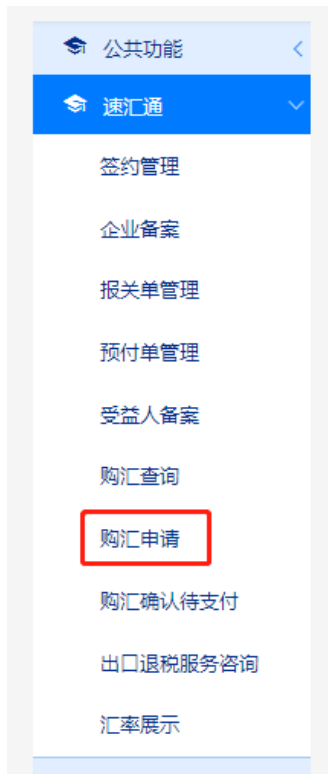 公共功能
速汇通
签约管理
企业备案
报关单管理
预付单管理
受益人备案
购汇查询
购汇申请
购汇确认待支付
出口退税服务咨询
汇率展示